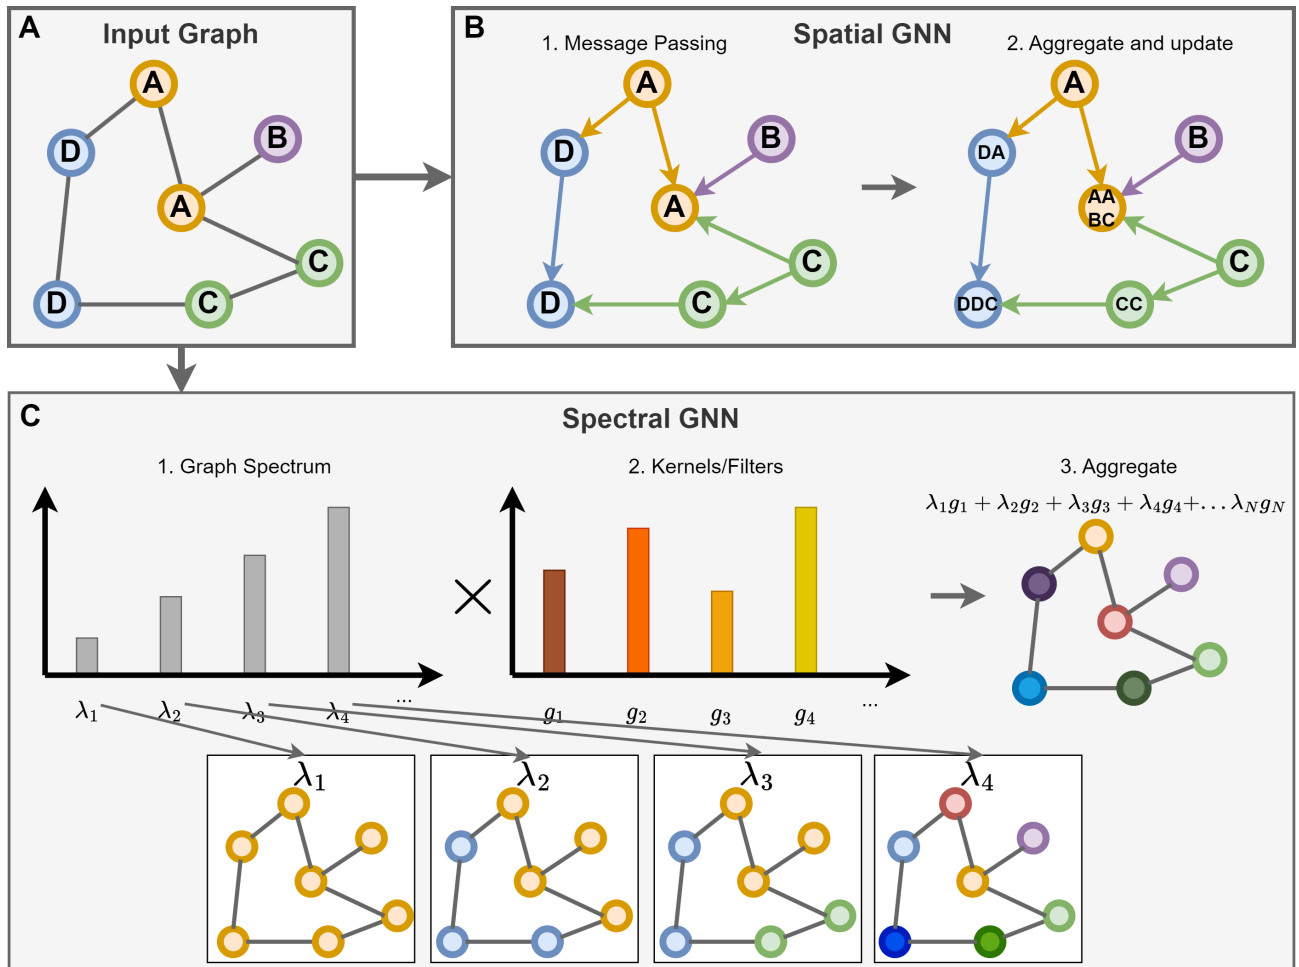 A
Input Graph
A
D
B
A
C
D
C
B
Spatial GNN
1. Message Passing
A
D
B
A
C
D
C
2. Aggregate and update
A
DA
B
AA
BC
C
DDC
CC
C
Spectral GNN
1. Graph Spectrum
λ₁
λ₂
λ₃
λ₄
...
2. Kernels/Filters
g₁
g₂
g₃
g₄
...
3. Aggregate
λ₁g₁ + λ₂g₂ + λ₃g₃ + λ₄g₄+...λ_Ng_N
λ₁
λ₂
λ₃
λ₄